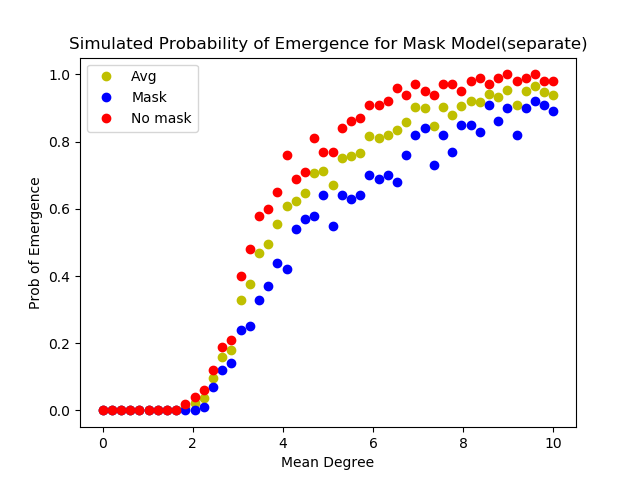 Simulated Probability of Emergence for Mask Model(separate)
Avg
Mask
No mask
1.0
0.8
0.6
0.4
0.2
0.0
Prob of Emergence
0 2 4 6 8 10
Mean Degree